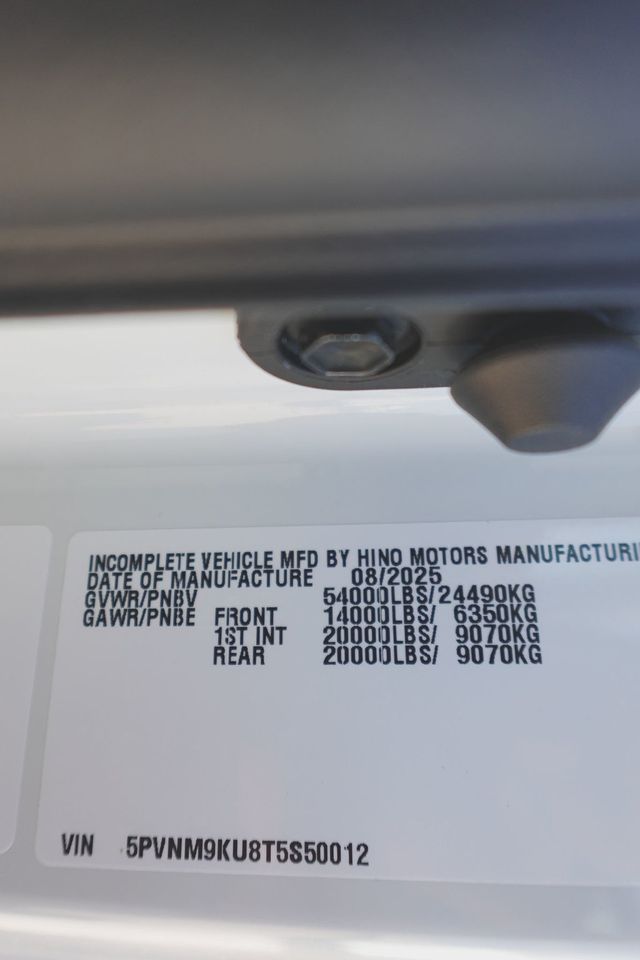 INCOMPLETE VEHICLE MFD BY HINO MOTORS MANUFACTURI
DATE OF MANUFACTURE 08/2025
GVWR/PNBV 54000LBS/24490KG
GAWR/PNBE FRONT 14000LBS/ 6350KG
1ST INT 20000LBS/ 9070KG
REAR 20000LBS/ 9070KG
VIN 5PVNM9KU8T5S50012